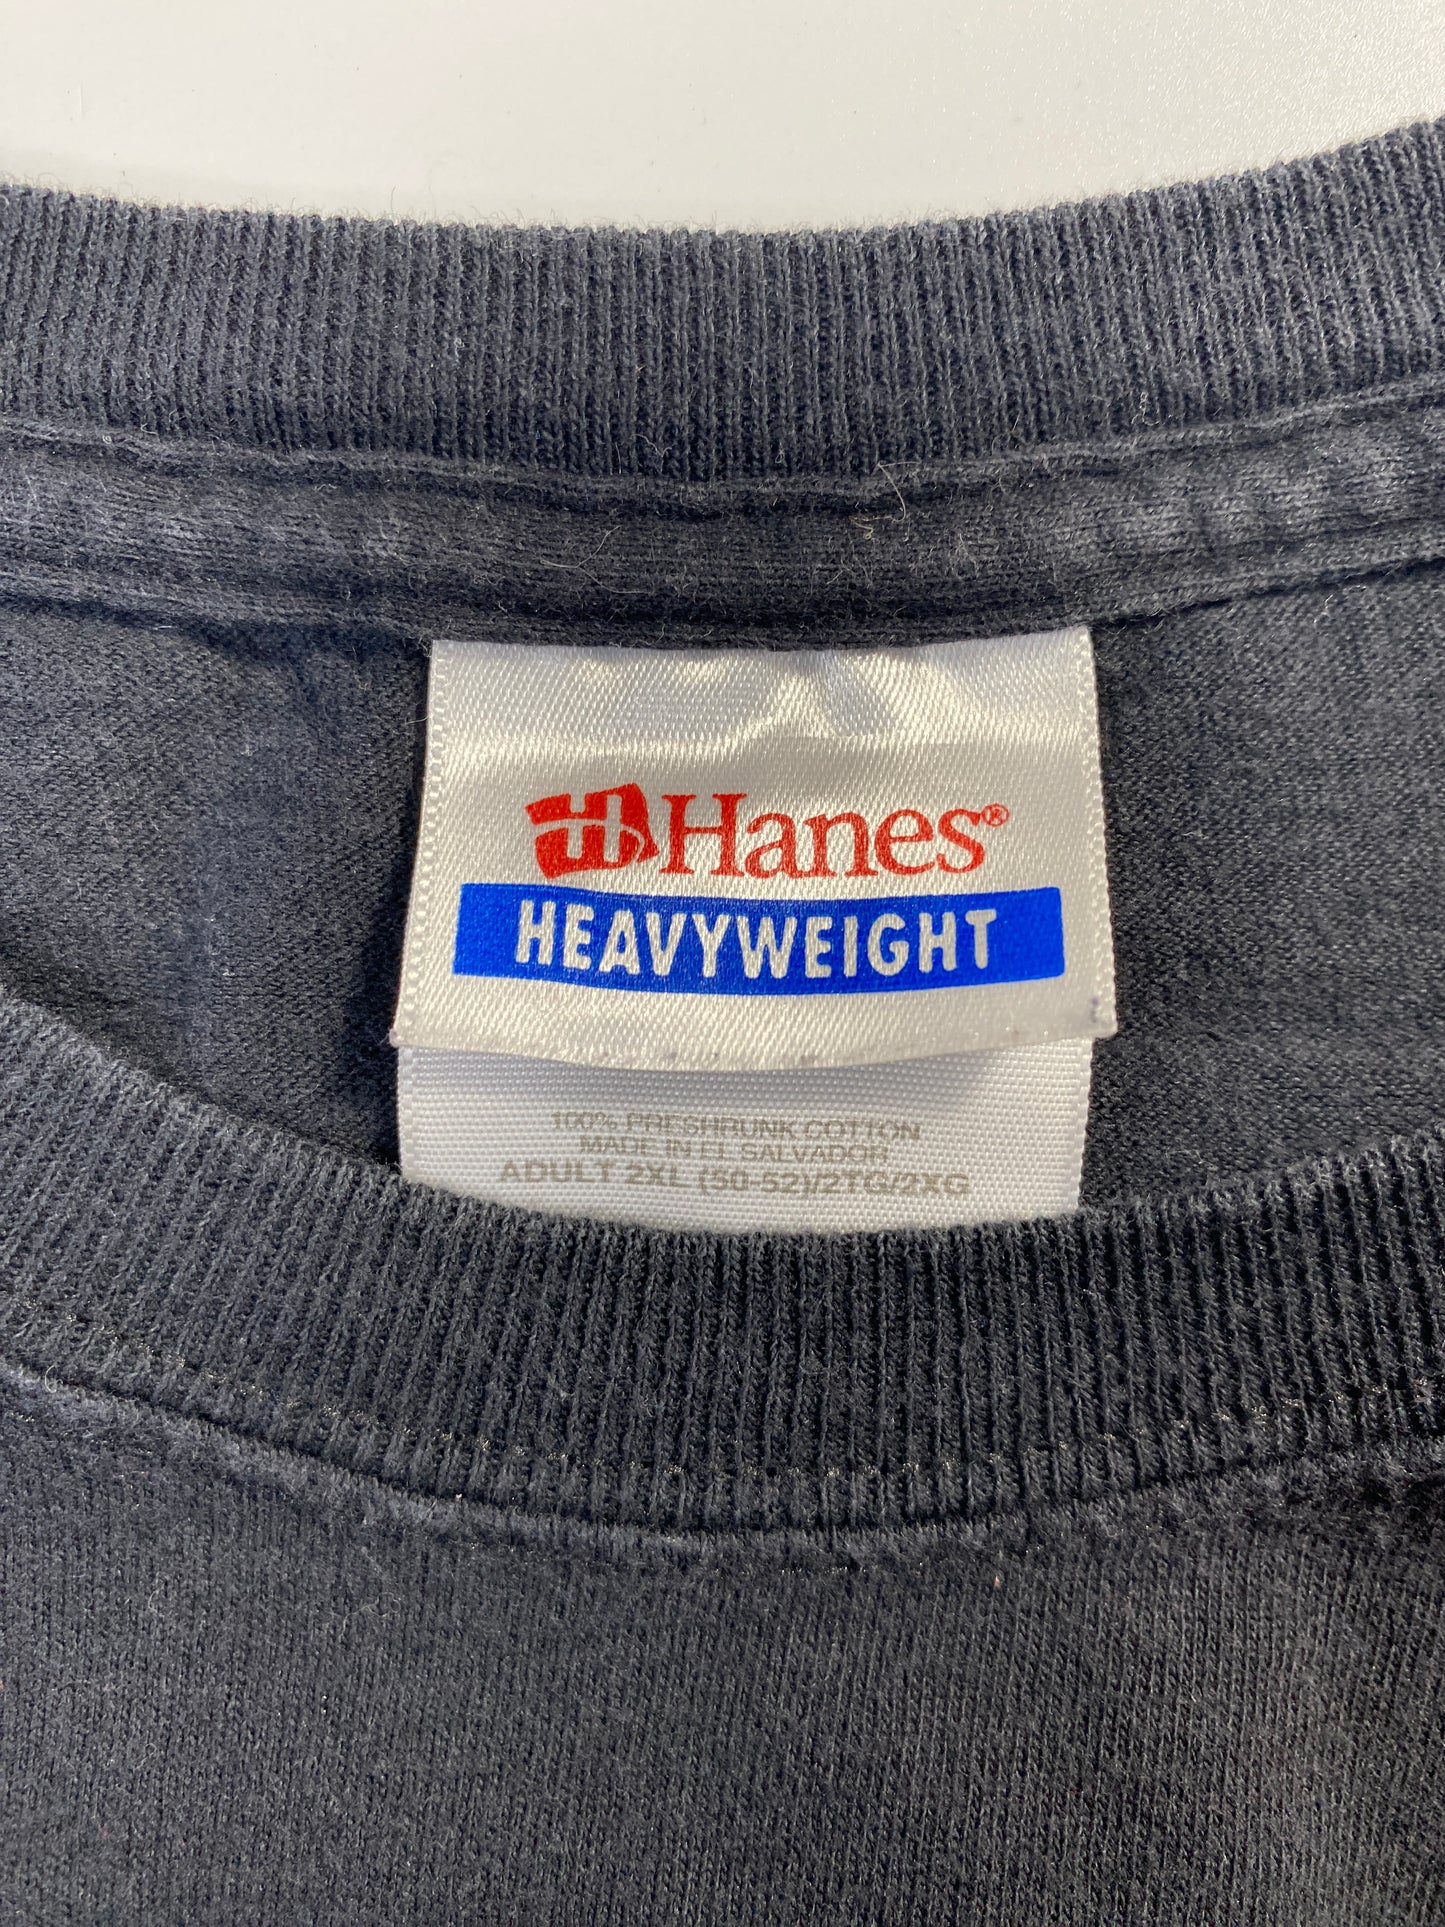 Hanes®
HEAVYWEIGHT
100% PRESHRUNK COTTON
MADE IN EL SALVADOR
ADULT 2XL (50-52)/2TG/2XG